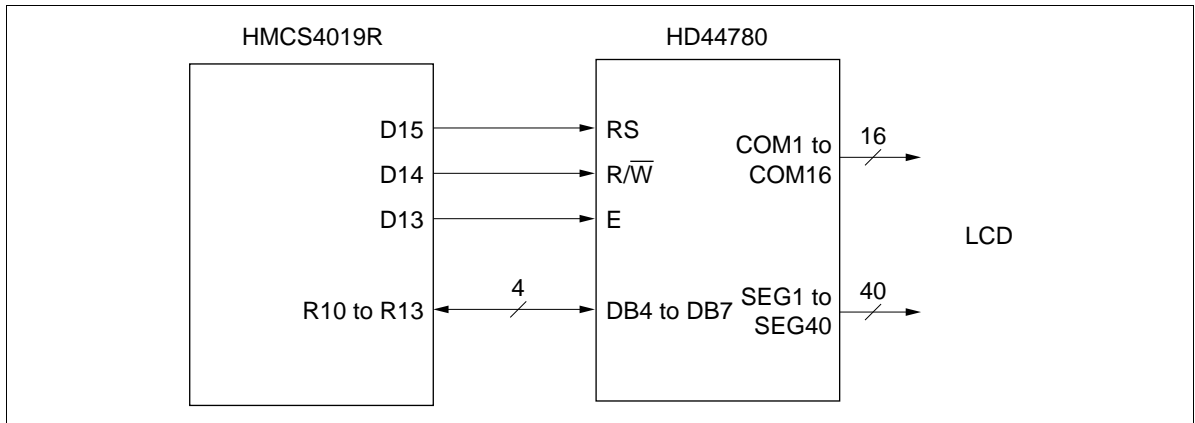 HMCS4019R
HD44780
D15
RS
D14
R/W̅
D13
E
R10 to R13
4
DB4 to DB7
COM1 to
COM16
16
SEG1 to
SEG40
40
LCD